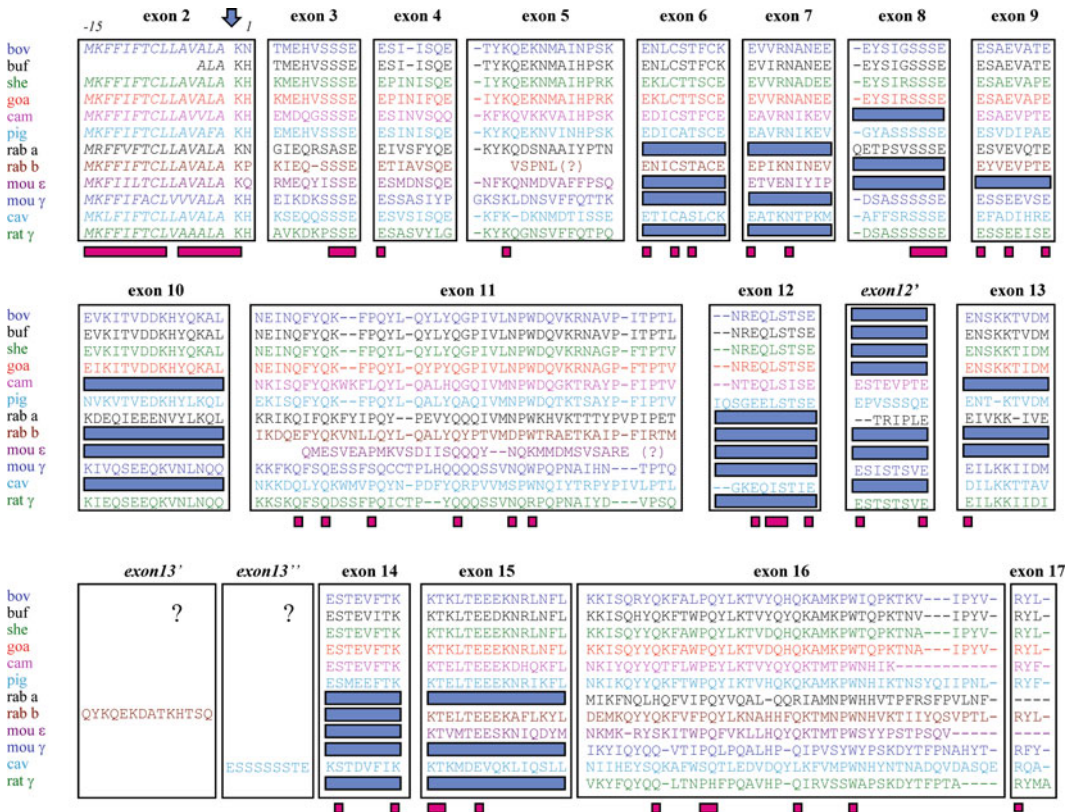 exon 2 exon 3 exon 4 exon 5 exon 6 exon 7 exon 8 exon 9
-15 1
bov MKFFIFTCLLAVALA KN TMEHVSSSE ESI-ISQE -TYKQEKNMAINPSK ENLCSTFCK EVVRNANEE -EYSIGSSSE ESAEVATE
buf ALA KH TMEHVSSSE ESI-ISQE -TYKQEKNMAIHPSK ENLCSTFCK EVIRNANEE -EYSIGSSSE ESAEVATE
she MKFFIFTCLLAVALA KH KMEHVSSSE EPINISQE -IYKQEKNMAIHPRK EKLCTTSCE EVIRNADEE -EYSIRSSSE ESAEVAPE
goa MKFFIFTCLLAVALA KH KMEHVSSSE EPINIFQE -IYKQEKNMAIHPRK EKLCTTSCE EVVRNANEE -EYSIRSSSE ESAEVAPE
cam MKFFIFTCLLAVVLA KH EMDQGSSSE ESINVSQQ -KFKQVKKVAIHPSK EDICSTFCE EAVRNIKEV ESAEVPTE
pig MKFFIFTCLLAVAFA KH EMEHVSSSE ESINISQE -KYKQEKNVINHPSK EDICATSCE EAVRNIKEV -GYASSSSSE ESVDIPAE
rab a MRFFVFTCLLAVALA KN GIEQRSASE EIVSFYQE -KYKQDSNAAIYPTN QETPSVSSSE ESVEVQTE
rab b MKFFVFTCLLAVALA KP KIEQ-SSSE ETIAVSQE VSPNL(?) ENICSTACE EPIKNINEV EYVEVPTE
mou ε MKFIILTCLLAVALA KQ RMEQYISSE ESMDNSQE -NFKQNMDVAFFPSQ ETVENIYIP
mou γ MKFFIFACLVVVALA KH EIKDKSSSE ESSASIYP -GKSKLDNSVFFQTTK DSASSSSSE ESSEEVSE
cav MKLFIFTCLLAVALA KH KSEQQSSSE ESVSISQE -KFK-DKNMDTISSE ETICASLCK EATKNTPKM AFFSRSSSE EFADIHRE
rat γ MKFFIFTCLVAAALA KH AVKDKPSSE ESASVYLG -KYKQGNSVFFQTPQ DSASSSSSE ESSEEISE
exon 10 exon 11 exon 12 exon12' exon 13
bov EVKITVDDKHYQKAL NEINQFYQK--FPQYL-QYLYQGPIVLNPWDQVKRNAVP-ITPTL --NREQLSTSE ENSKKTVDM
buf EVKITVDDKHYQKAL NEINQFYQK--FPQYL-QYLYQGPIVLNPWDQVKRNAVP-ITPTL --NREQLSTSE ENSKKTVDM
she EVKITVDDKHYQKAL NEINQFYQK--FPQYL-QYLYQGPIVLNPWDQVKRNAGP-FTPTV --NREQLSTSE ENSKKTIDM
goa EIKITVDDKHYQKAL NEINQFYQK--FPQYL-QYPYQGPIVLNPWDQVKRNAGP-FTPTV --NREQLSTSE ENSKKTIDM
cam NKISQFYQKWKFLQYL-QALHQGQIVMNPWDQGKTRAYP-FIPTV --NTEQLSISE ESTEVPTE
pig NVKVTVEDKHYLKQL NKISQFYQK--FPQYL-QALYQAQIVMNPWDQTKTSAYP-FIPTV IQSGEELSTSE EPVSSSQE ENT-KTVDM
rab a KDEQIEEENVYLKQL KRIKQIFQKFYIPQY--PEVYQQQIVMNPWKHVKTTTYPVPIPET --TRIPLE EIVKK-IVE
rab b IKDQEFYQKVNLLQYL-QALYQYPTVMDPWTRAETKAIP-FIRTM
mou ε QMESVEAPMKVSDIISQQQY-NQKMMDMSVSARE (?)
mou γ KIVQSEEQKVNLNQQ KKFKQFSQESSFSQCCTPLHQQQQSSVNQWPQPNAIHN--TPTQ ESISTSVE EILKKIIDM
cav NKKDQLYQKWMVPQYN-PDFYQRPVVMSPWNQIYTRPYPIVLPTL --GKEQISTIE DILKKTTAV
rat γ KIEQSEEQKVNLNQQ KKSKQFSQDSSFPQICTP--YQQQSSVNQRPQPNAIYD--VPSQ ESTSTSVE EILKKIIDI
exon13' exon13'' exon 14 exon 15 exon 16 exon 17
? ?
bov ESTEVFTK KTKLTEEEKNRLNFL KKISQRYQKFALPQYLKTVYQHQKAMKPWIQPKTKV---IPYV- RYL-
buf ESTEVITK KTKLTEEDKNRLNFL KKISQHYQKFTWPQYLKTVYQYQKAMKPWTQPKTNV---IPYV- RYL-
she ESTEVFTK KTKLTEEEKNRLNFL KKISQYYQKFAWPQYLKTVDQHQKAMKPWTQPKTNA---IPYV- RYL-
goa ESTEVFTK KTKLTEEEKNRLNFL KKISQYYQKFAWPQYLKTVDQHQKAMKPWTQPKTNA---IPYV- RYL-
cam ESTEVFTK KTELTEEEKDHQKFL NKIYQYYQTFLWPEYLKTVYQYQKTMTPWNHIK---------- RYF-
pig ESMEEFTK KTELTEEEKNRIKFL NKIKQYYQKFTWPQYIKTVHQKQKAMKPWNHIKTNSYQIIPNL- RYF-
rab a MIKFNQLHQFVIPQYVQAL-QQRIAMNPWHHVTPFRSFPVLNF- ----
rab b QYKQEKDATKHTSQ KTELTEEEKAFLKYL DEMKQYYQKFVFPQYLKNAHHFQKTMNPWNHVKTIIYQSVPTL- RYL-
mou ε KTVMTEESKNIQDYM NKMK-RYSKITWPQFVKLLHQYQKTMTPWSYYPSTPSQV------ ----
mou γ IKYIQYQQ-VTIPQLPQALHP-QIPVSYWYPSKDYTFPNAHYT- RFY-
cav ESSSSSSTE KSTDVFIK KTKMDEVQKLIQSLL NIIHEYSQKAFWSQTLEDVDQYLKFVMPWNHYNTNADQVDASQE RQA-
rat γ VKYFQYQQ-LTNPHFPQAVHP-QIRVSSWAPSKDYTFPTA---- RYMA